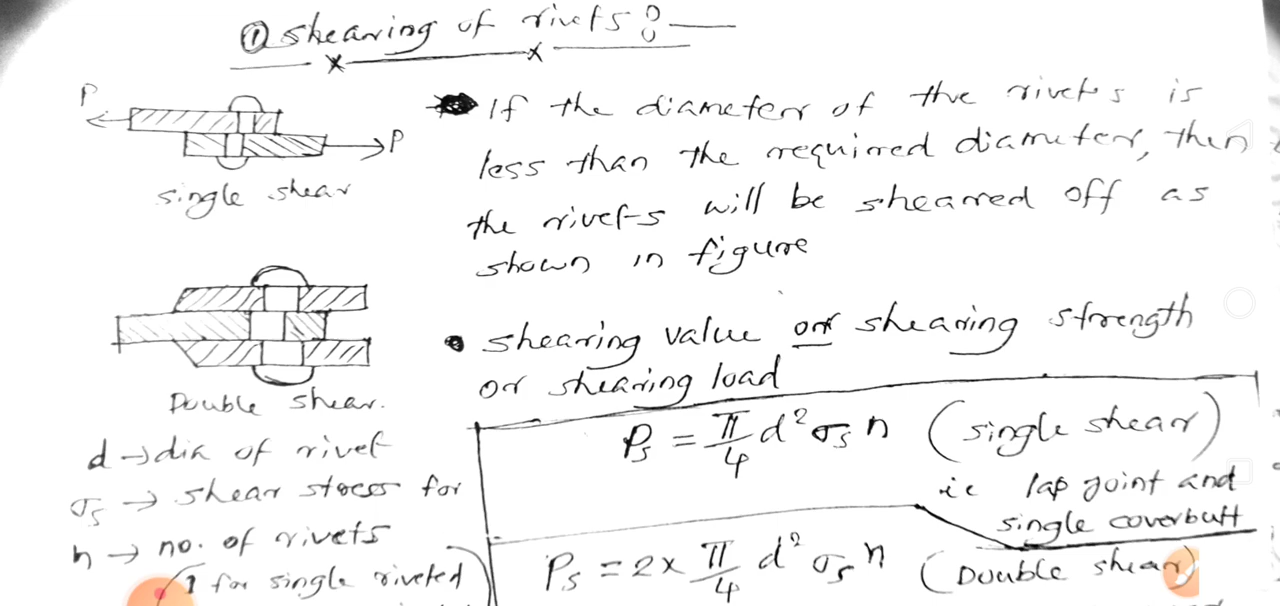 ① shearing of rivets :—
P
P
single shear
If the diameter of the rivets is
less than the required diameter, then
the rivets will be sheared off as
shown in figure
Double shear.
• shearing value or shearing strength
or shearing load
Ps = π/4 d² σs n (single shear)
ie lap joint and
single coverbutt
Ps = 2 x π/4 d² σs n (Double shear)
d → dia of rivet
σs → shear stress for
n → no. of rivets
1 for single riveted